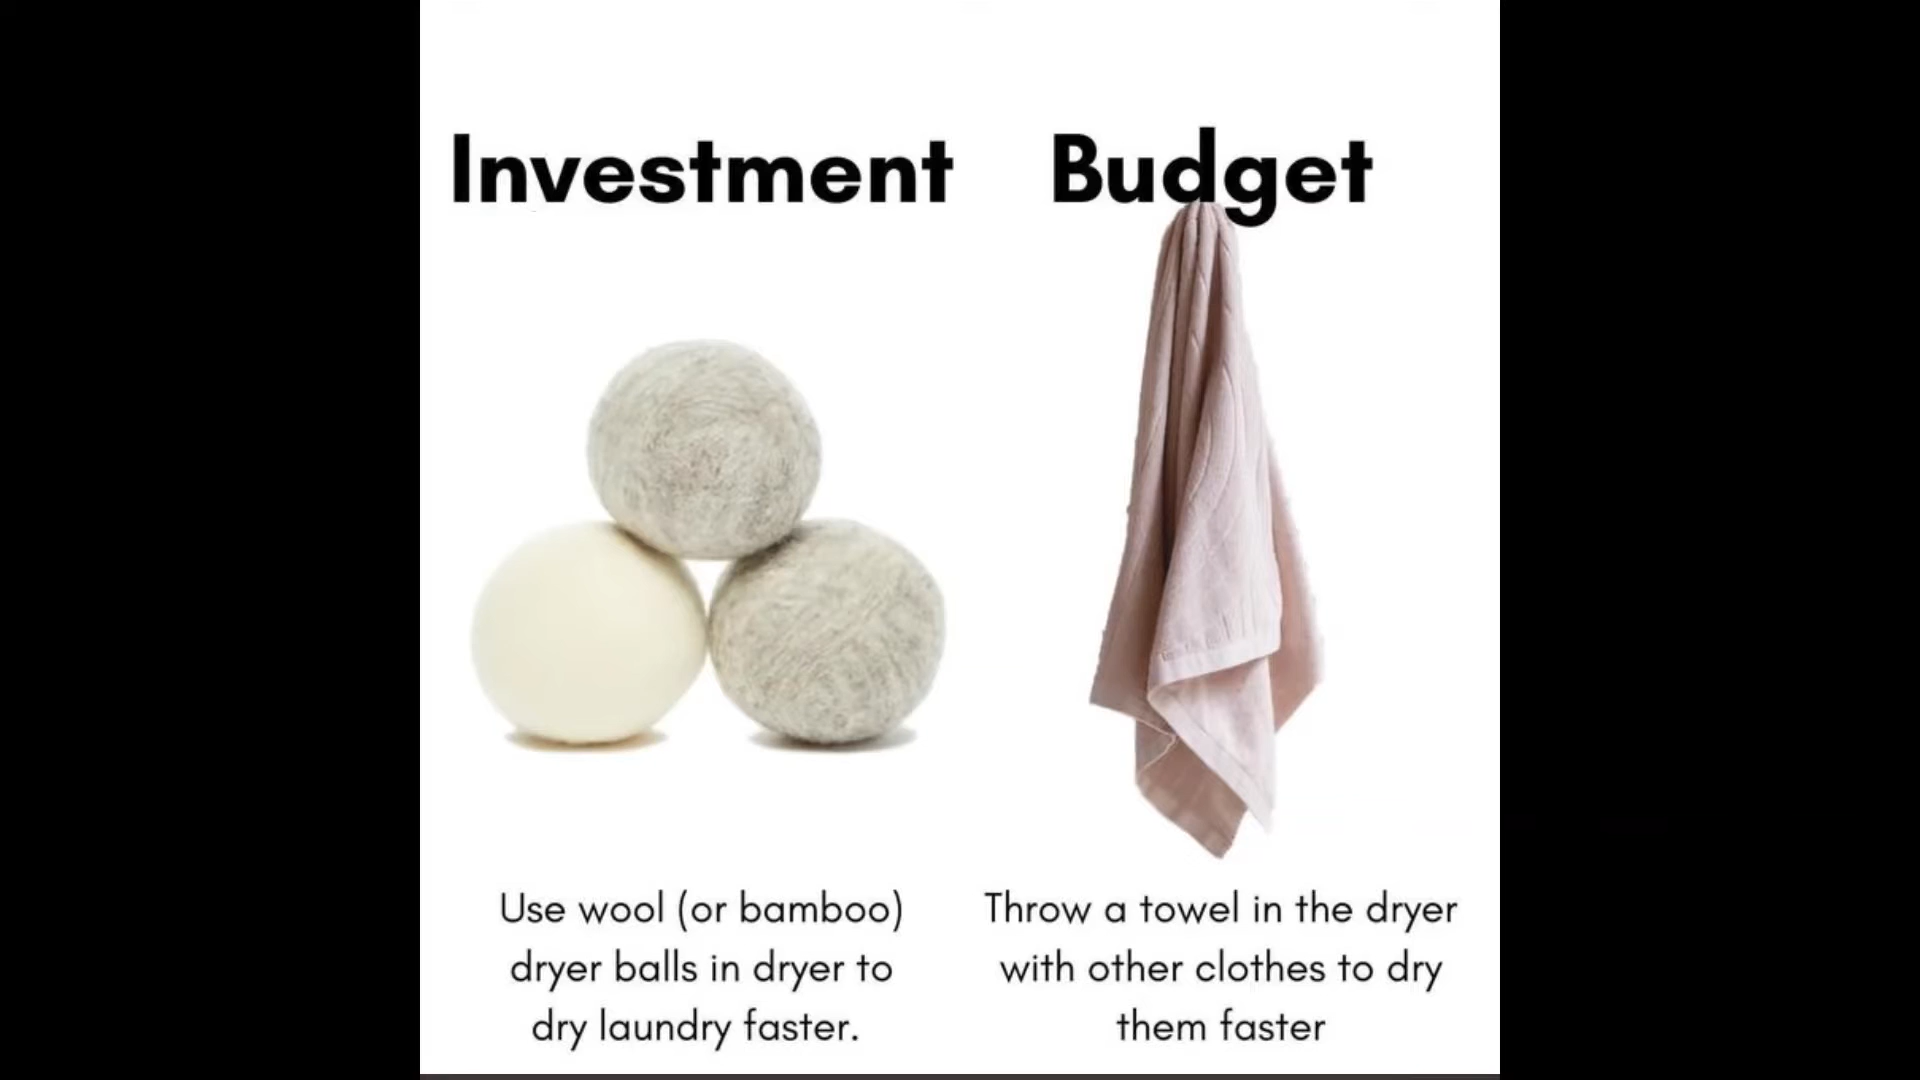 Investment
Budget
Use wool (or bamboo)
dryer balls in dryer to
dry laundry faster.
Throw a towel in the dryer
with other clothes to dry
them faster